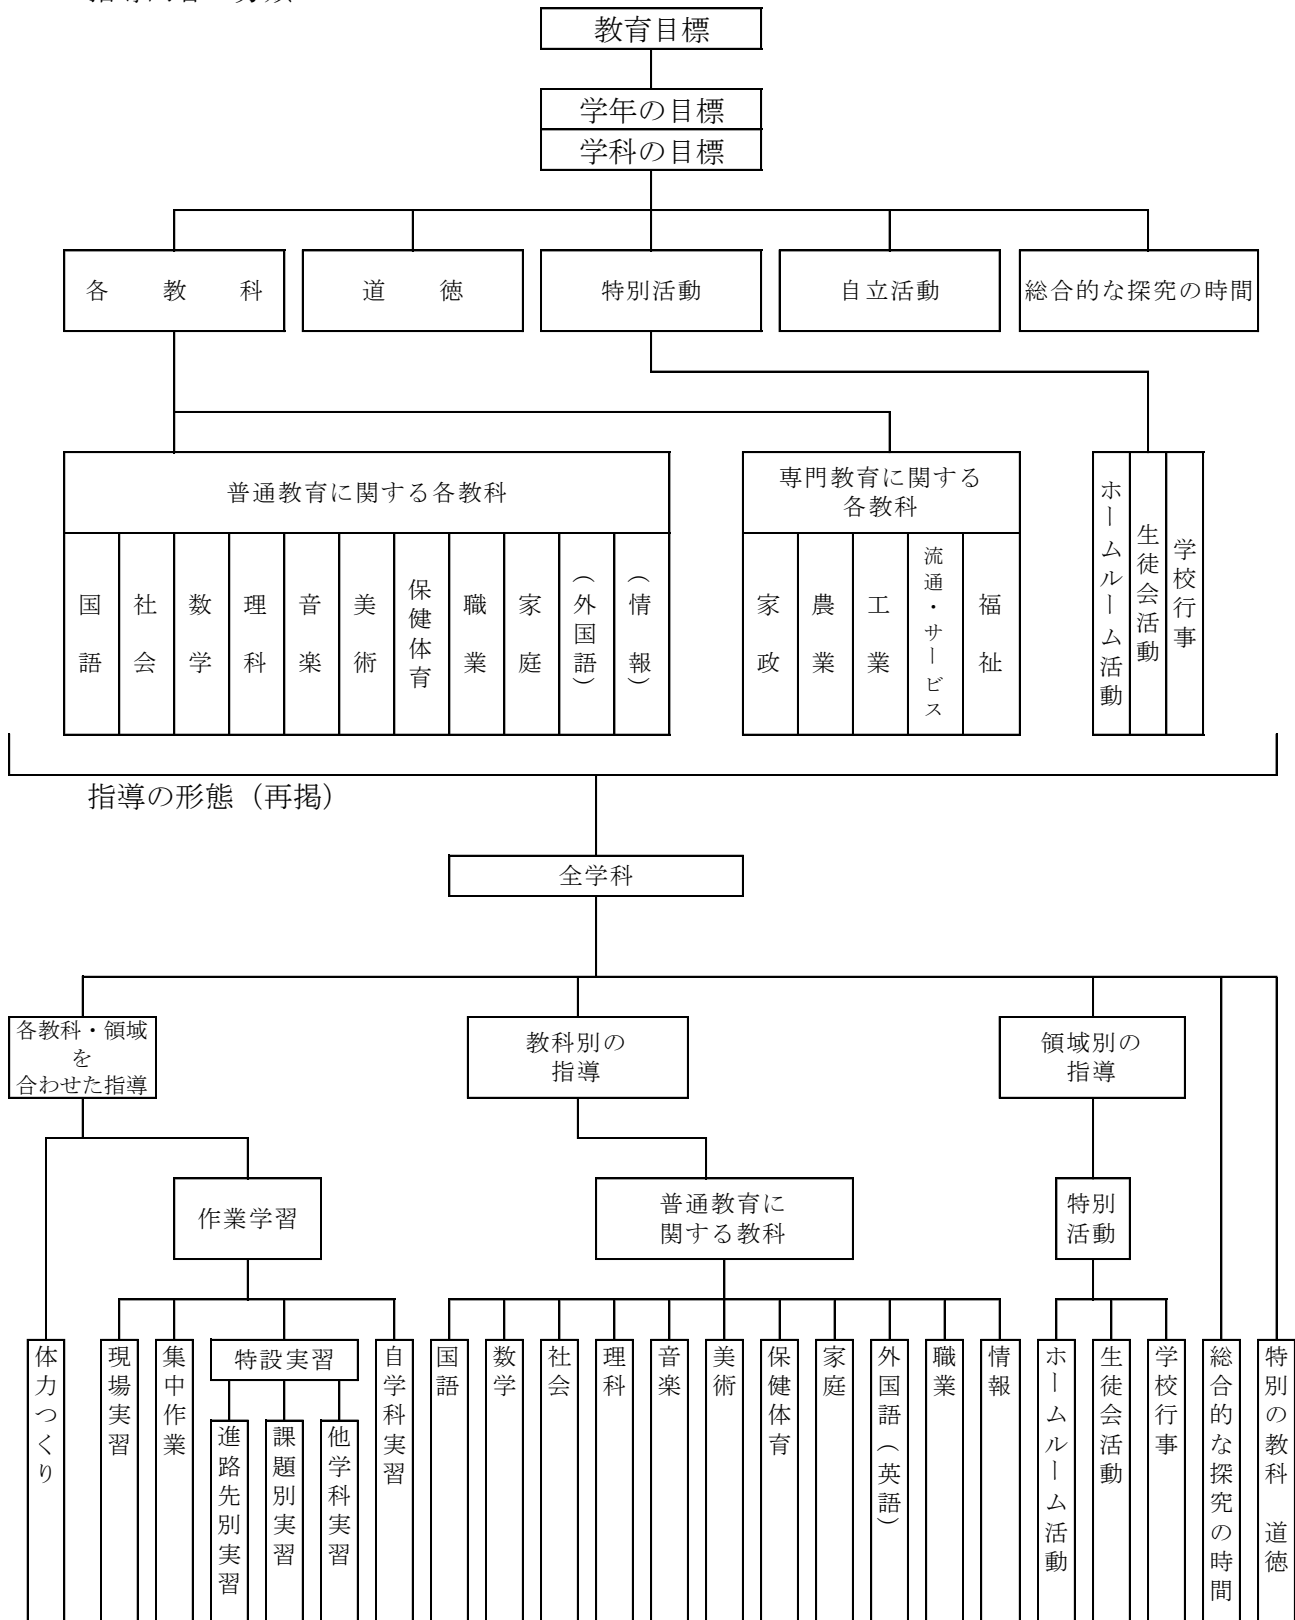 教育目標
学年の目標
学科の目標
各教科
道徳
特別活動
自立活動
総合的な探究の時間
普通教育に関する各教科
専門教育に関する
各教科
国語
社会
数学
理科
音楽
美術
保健体育
職業
家庭
（外国語）
（情報）
家政
農業
工業
流通・サービス
福祉
ホームルーム活動
生徒会活動
学校行事
指導の形態（再掲）
全学科
各教科・領域
を
合わせた指導
教科別の
指導
領域別の
指導
作業学習
普通教育に
関する教科
特別
活動
体力つくり
現場実習
集中作業
特設実習
進路先別実習
課題別実習
他学科実習
自学科実習
国語
数学
社会
理科
音楽
美術
保健体育
家庭
外国語（英語）
職業
情報
ホームルーム活動
生徒会活動
学校行事
総合的な探究の時間
特別の教科　道徳